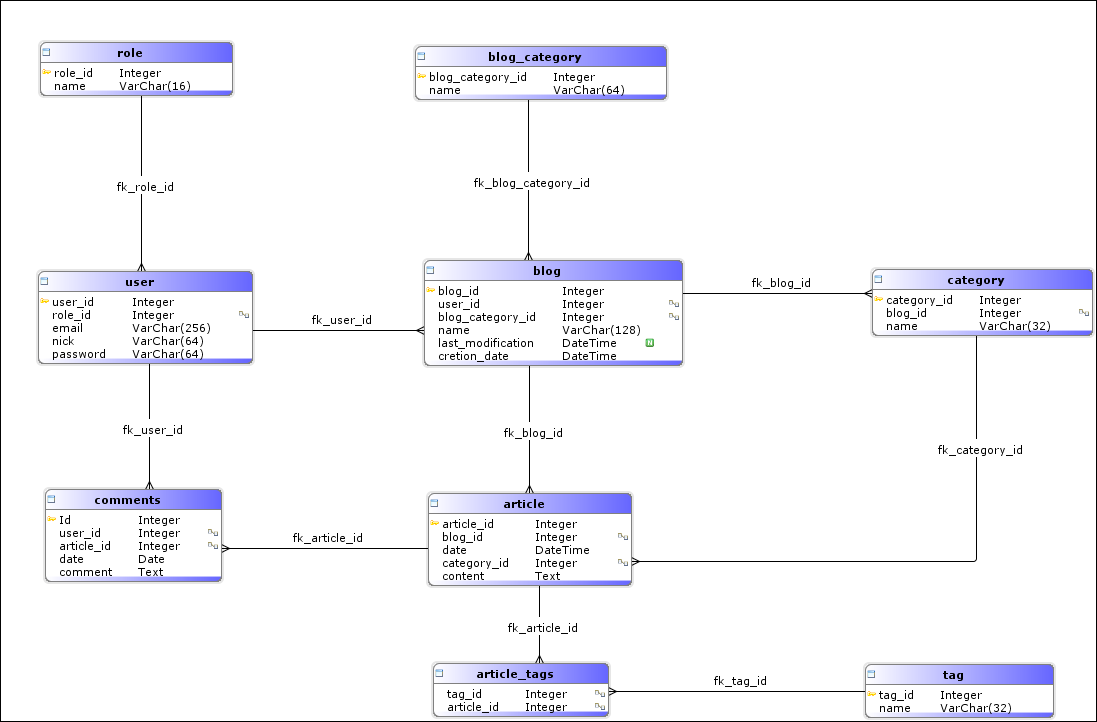 role
role_id Integer
name VarChar(16)
blog_category
blog_category_id Integer
name VarChar(64)
fk_role_id
fk_blog_category_id
user
user_id Integer
role_id Integer
email VarChar(256)
nick VarChar(64)
password VarChar(64)
fk_user_id
blog
blog_id Integer
user_id Integer
blog_category_id Integer
name VarChar(128)
last_modification DateTime N
cretion_date DateTime
fk_blog_id
category
category_id Integer
blog_id Integer
name VarChar(32)
fk_user_id
fk_blog_id
fk_category_id
comments
Id Integer
user_id Integer
article_id Integer
date Date
comment Text
fk_article_id
article
article_id Integer
blog_id Integer
date DateTime
category_id Integer
content Text
fk_article_id
article_tags
tag_id Integer
article_id Integer
fk_tag_id
tag
tag_id Integer
name VarChar(32)